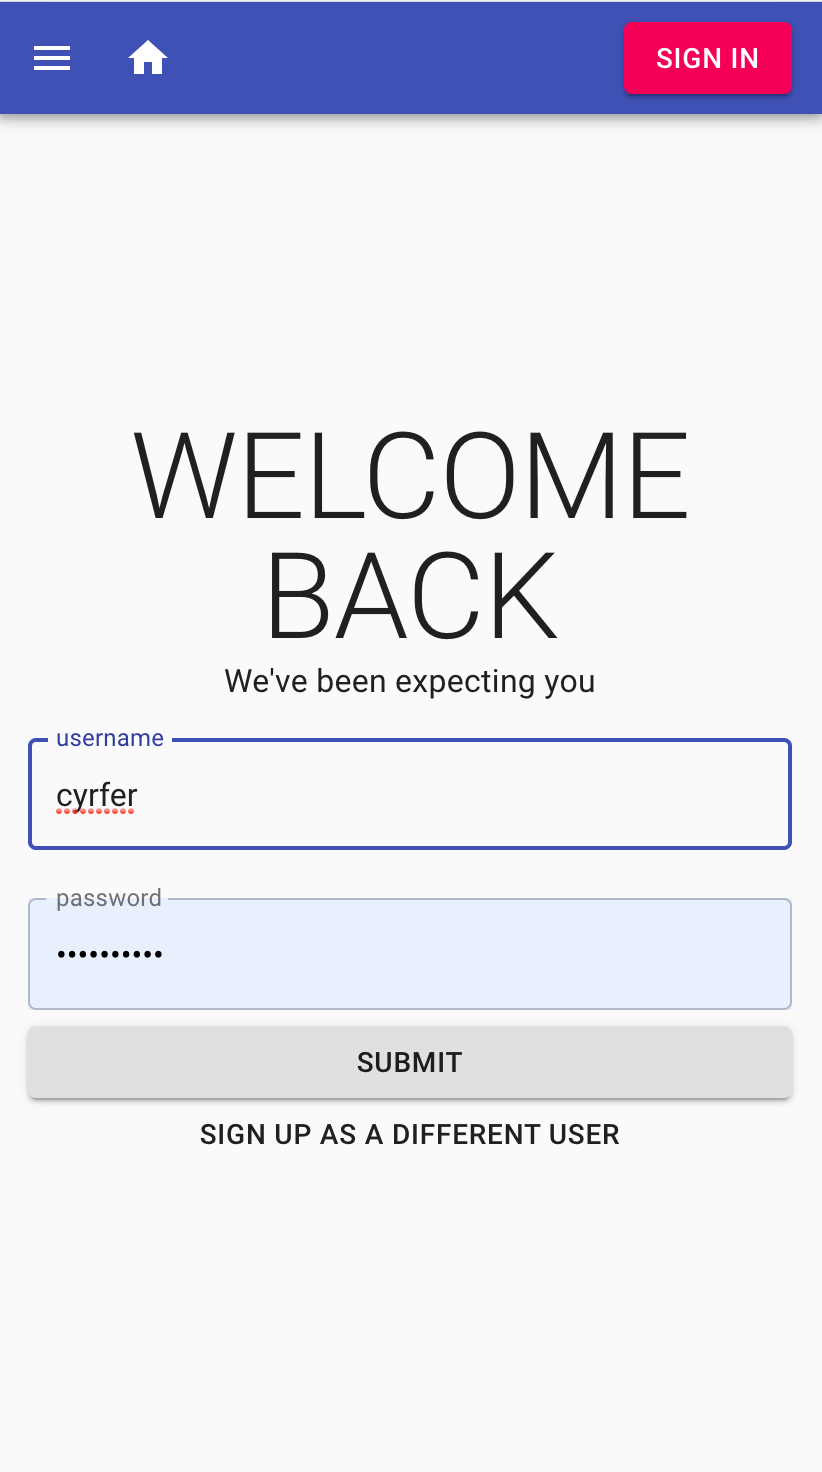 SIGN IN
WELCOME
BACK
We've been expecting you
username
cyrfer
password
••••••••••
SUBMIT
SIGN UP AS A DIFFERENT USER